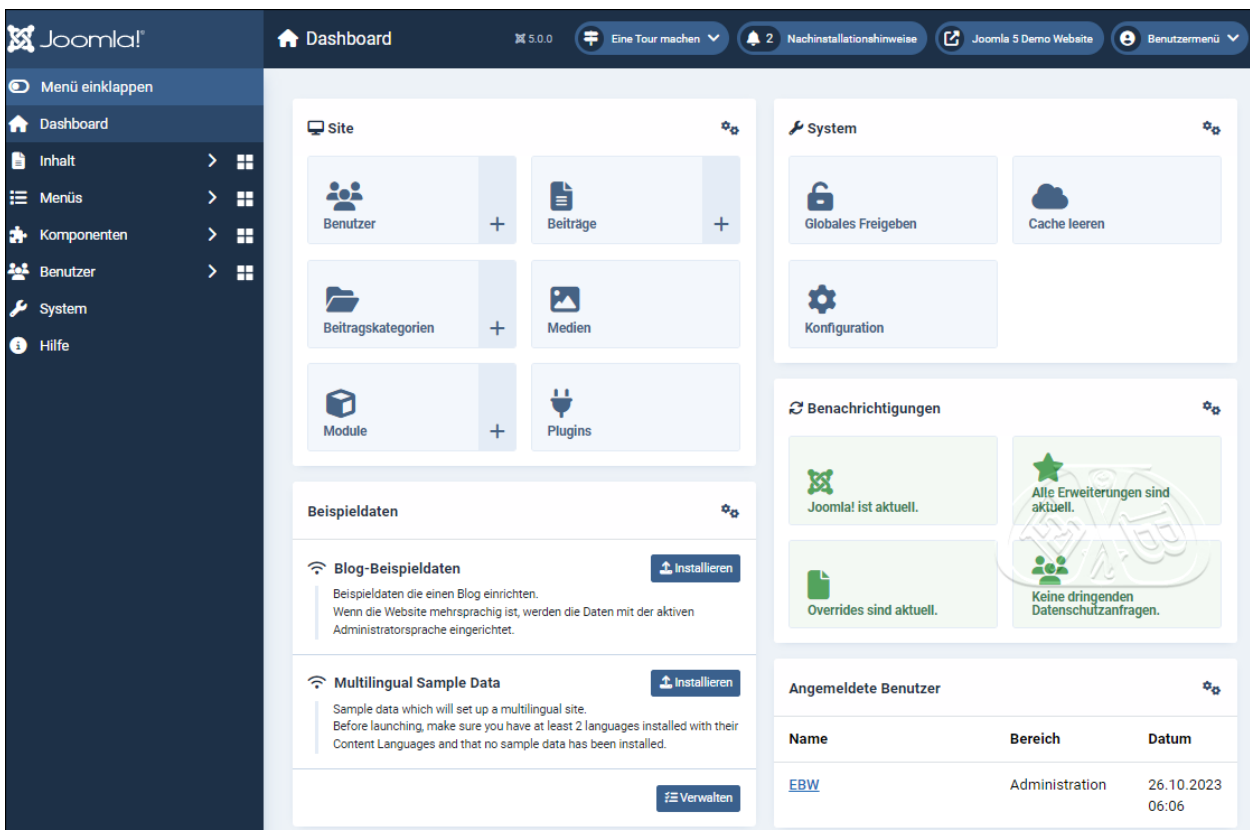 Joomla!®
Dashboard
5.0.0
Eine Tour machen
2 Nachinstallationshinweise
Joomla 5 Demo Website
Benutzermenü
Menü einklappen
Dashboard
Inhalt
Menüs
Komponenten
Benutzer
System
Hilfe
Site
Benutzer
+
Beiträge
+
Beitragskategorien
+
Medien
Module
+
Plugins
Beispieldaten
Blog-Beispieldaten
Installieren
Beispieldaten die einen Blog einrichten.
Wenn die Website mehrsprachig ist, werden die Daten mit der aktiven
Administratorsprache eingerichtet.
Multilingual Sample Data
Installieren
Sample data which will set up a multilingual site.
Before launching, make sure you have at least 2 languages installed with their
Content Languages and that no sample data has been installed.
Verwalten
System
Globales Freigeben
Cache leeren
Konfiguration
Benachrichtigungen
Joomla! ist aktuell.
Alle Erweiterungen sind
aktuell.
Overrides sind aktuell.
Keine dringenden
Datenschutzanfragen.
Angemeldete Benutzer
Name Bereich Datum
EBW Administration 26.10.2023
06:06